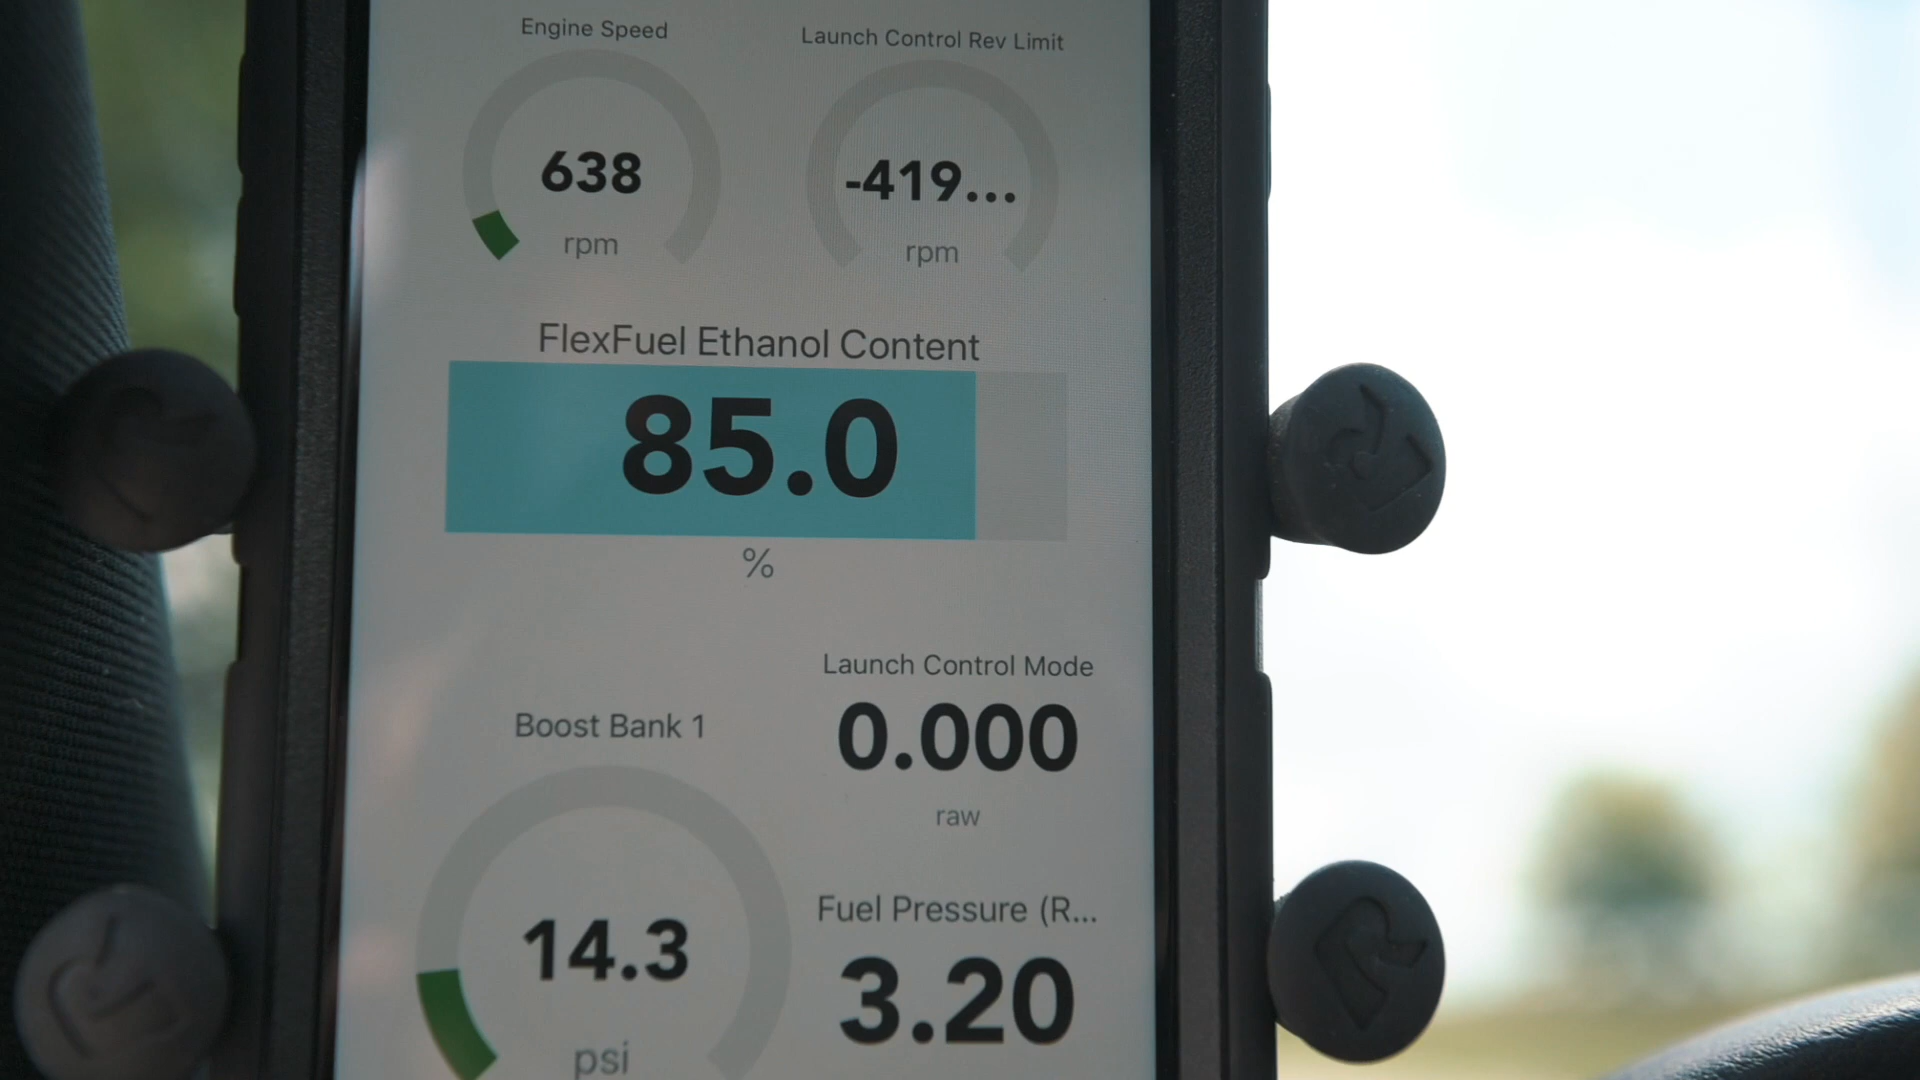 Engine Speed
Launch Control Rev Limit
638
rpm
-419...
rpm
FlexFuel Ethanol Content
85.0
%
Launch Control Mode
0.000
raw
Boost Bank 1
14.3
psi
Fuel Pressure (R...
3.20